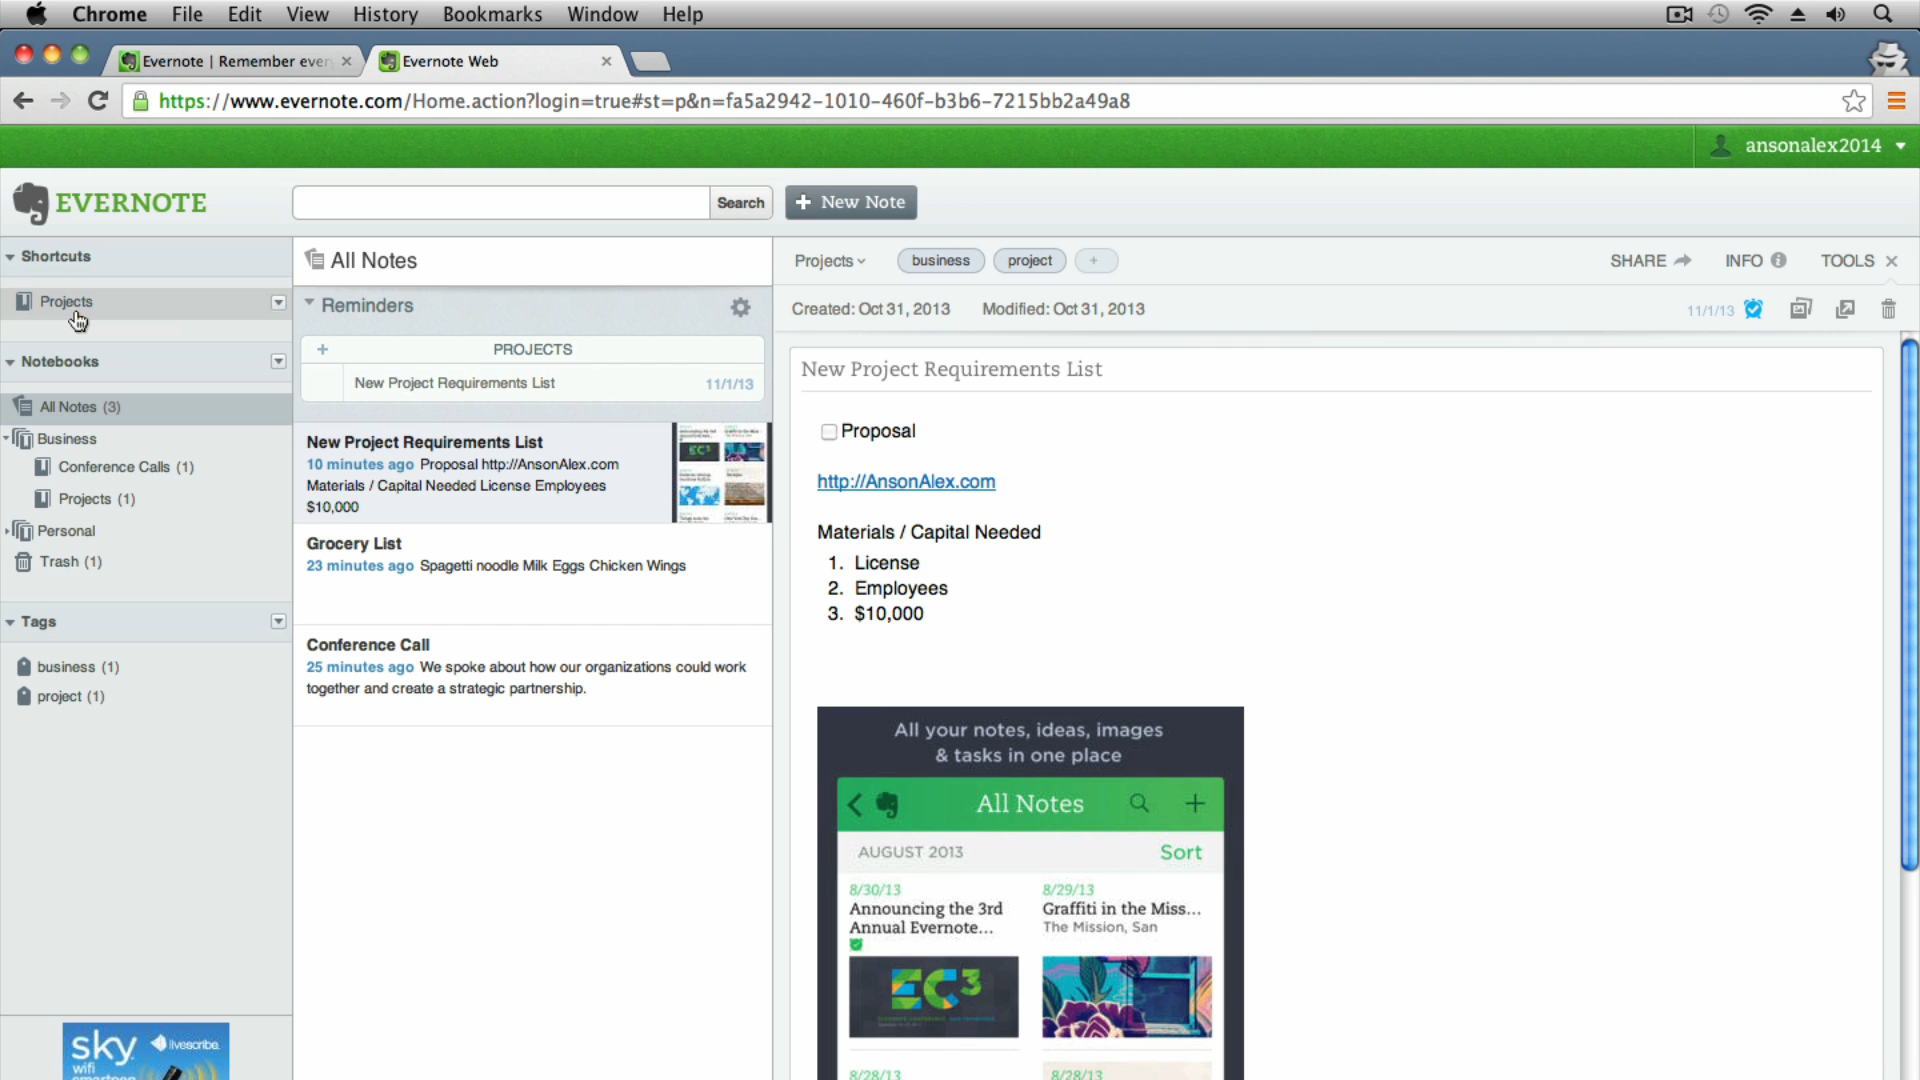 Chrome File Edit View History Bookmarks Window Help
Evernote | Remember ever
Evernote Web
https://www.evernote.com/Home.action?login=true#st=p&n=fa5a2942-1010-460f-b3b6-7215bb2a49a8
ansonalex2014
EVERNOTE
Search
+ New Note
Shortcuts
Projects
Notebooks
All Notes (3)
Business
Conference Calls (1)
Projects (1)
Personal
Trash (1)
Tags
business (1)
project (1)
sky
livescribe
wifi
All Notes
Reminders
+ PROJECTS
New Project Requirements List 11/1/13
New Project Requirements List
10 minutes ago Proposal http://AnsonAlex.com
Materials / Capital Needed License Employees
$10,000
Grocery List
23 minutes ago Spagetti noodle Milk Eggs Chicken Wings
Conference Call
25 minutes ago We spoke about how our organizations could work
together and create a strategic partnership.
Projects business project +
SHARE INFO TOOLS
Created: Oct 31, 2013 Modified: Oct 31, 2013
11/1/13
New Project Requirements List
Proposal
http://AnsonAlex.com
Materials / Capital Needed
1. License
2. Employees
3. $10,000
All your notes, ideas, images
& tasks in one place
All Notes
AUGUST 2013 Sort
8/30/13
Announcing the 3rd
Annual Evernote...
EC3
8/29/13
Graffiti in the Miss...
The Mission, San
8/28/13
8/28/13